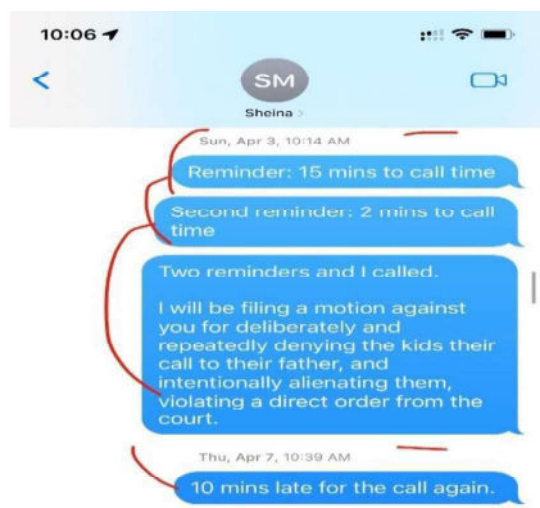 10:06
SM
Sheina
Sun, Apr 3, 10:14 AM
Reminder: 15 mins to call time
Second reminder: 2 mins to call
time
Two reminders and I called.
I will be filing a motion against
you for deliberately and
repeatedly denying the kids their
call to their father, and
intentionally alienating them,
violating a direct order from the
court.
Thu, Apr 7, 10:39 AM
10 mins late for the call again.